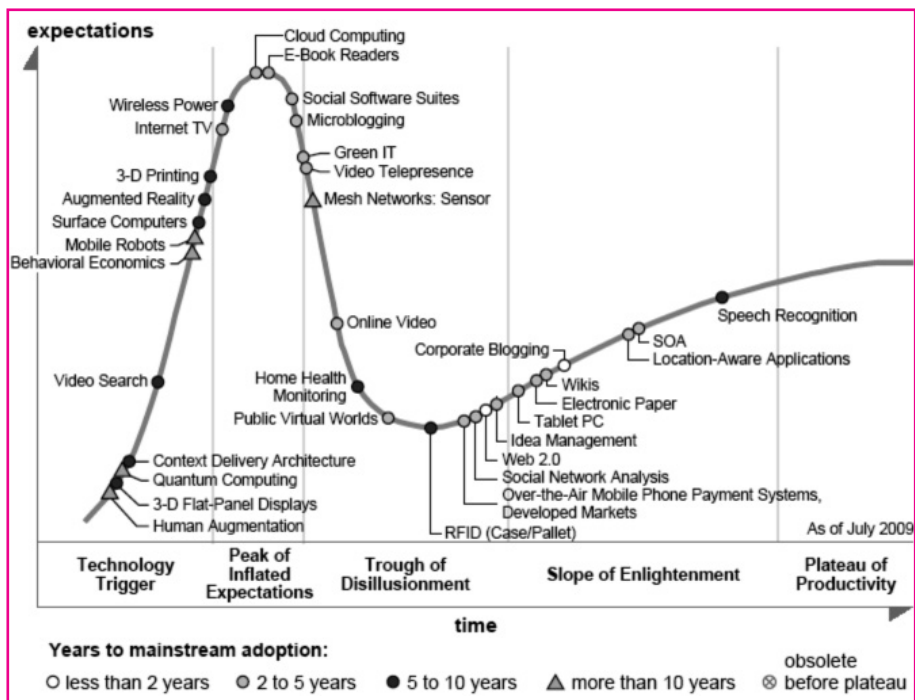 expectations
Cloud Computing
E-Book Readers
Wireless Power
Social Software Suites
Internet TV
Microblogging
Green IT
3-D Printing
Video Telepresence
Augmented Reality
Mesh Networks: Sensor
Surface Computers
Mobile Robots
Behavioral Economics
Online Video
Speech Recognition
SOA
Corporate Blogging
Location-Aware Applications
Video Search
Home Health
Monitoring
Wikis
Electronic Paper
Public Virtual Worlds
Tablet PC
Idea Management
Web 2.0
Context Delivery Architecture
Social Network Analysis
Quantum Computing
Over-the-Air Mobile Phone Payment Systems,
Developed Markets
3-D Flat-Panel Displays
Human Augmentation
RFID (Case/Pallet)
As of July 2009
Technology
Trigger
Peak of
Inflated
Expectations
Trough of
Disillusionment
Slope of Enlightenment
Plateau of
Productivity
time
Years to mainstream adoption:
less than 2 years
2 to 5 years
5 to 10 years
more than 10 years
obsolete
before plateau